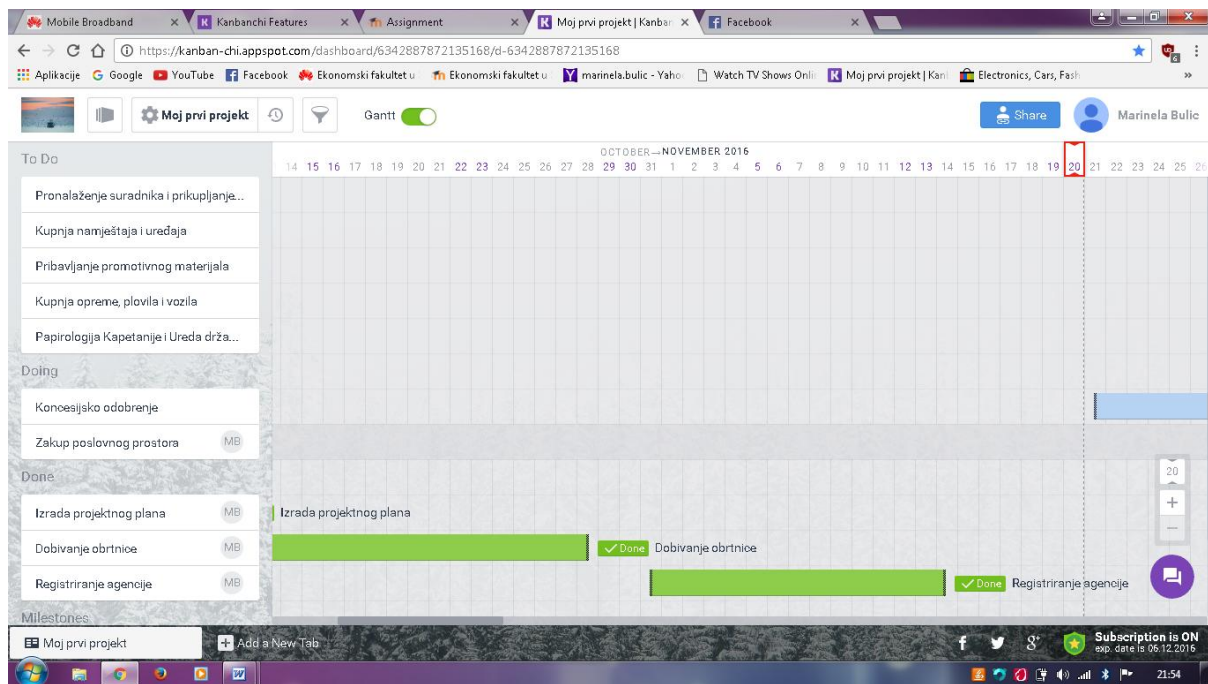 Mobile Broadband
Kanbanchi Features
Assignment
Moj prvi projekt | Kanban
Facebook
https://kanban-chi.appspot.com/dashboard/6342887872135168/d-6342887872135168
Aplikacije Google YouTube Facebook Ekonomski fakultet u Ekonomski fakultet u marinela.bulic - Yaho Watch TV Shows Onli Moj prvi projekt | Kan Electronics, Cars, Fash »
Moj prvi projekt Gantt Share Marinela Bulic
To Do
OCTOBER—NOVEMBER 2016
14 15 16 17 18 19 20 21 22 23 24 25 26 27 28 29 30 31 1 2 3 4 5 6 7 8 9 10 11 12 13 14 15 16 17 18 19 20 21 22 23 24 25 26
Pronalaženje suradnika i prikupljanje...
Kupnja namještaja i uređaja
Pribavljanje promotivnog materijala
Kupnja opreme, plovila i vozila
Papirologija Kapetanije i Ureda drža...
Doing
Koncesijsko odobrenje
Zakup poslovnog prostora MB
Done
20
+
−
Izrada projektnog plana MB Izrada projektnog plana
Dobivanje obrtnice MB Done Dobivanje obrtnice
Registriranje agencije MB Done Registriranje agencije
Milestones
Moj prvi projekt + Add a New Tab
Subscription is ON
exp. date is 06.12.2016
21:54